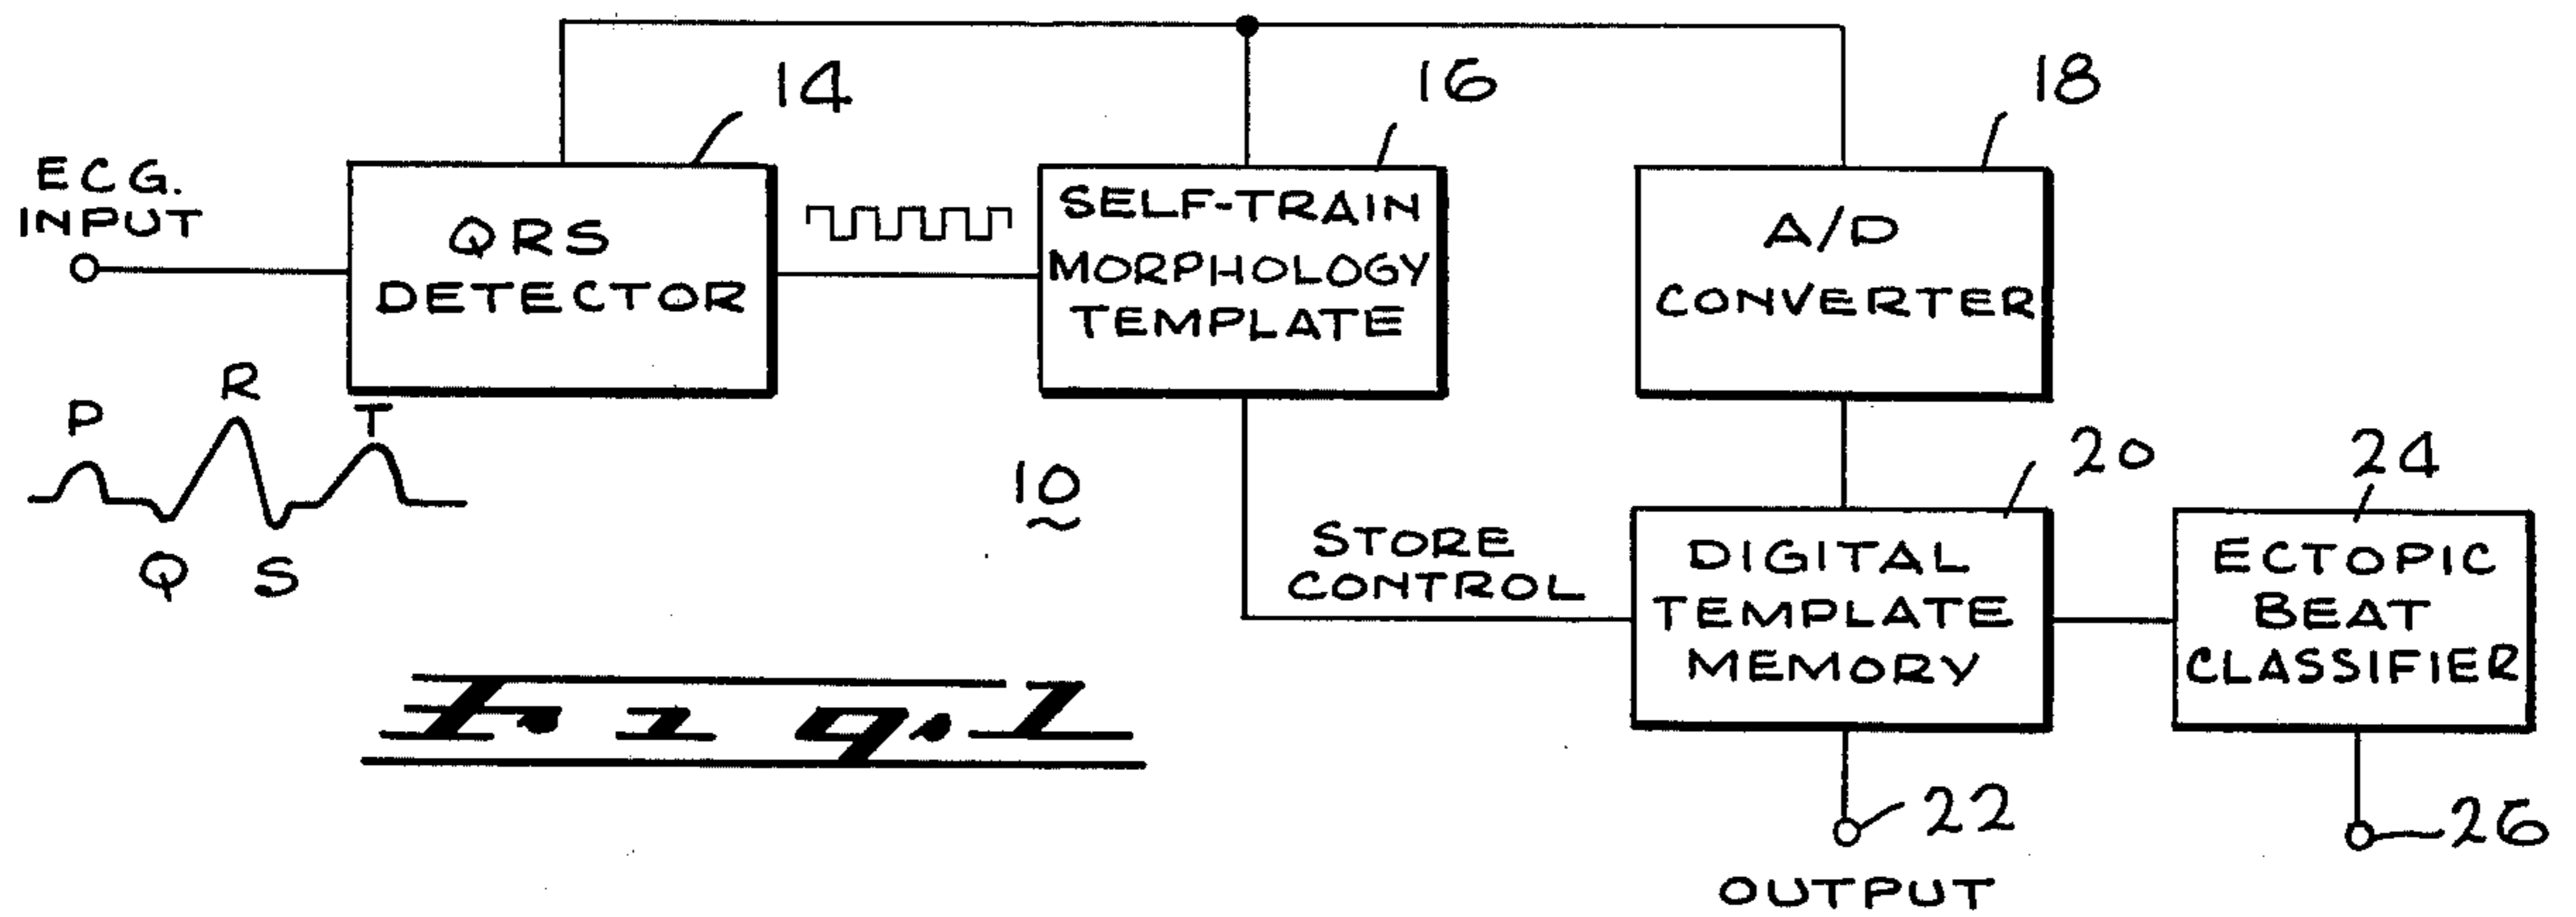 14
16
18
E C G.
INPUT
QRS
DETECTOR
SELF-TRAIN
MORPHOLOGY
TEMPLATE
A/D
CONVERTER
P
R
T
Q
S
10
STORE
CONTROL
20
24
DIGITAL
TEMPLATE
MEMORY
ECTOPIC
BEAT
CLASSIFIER
Fig. 1
22
26
OUTPUT